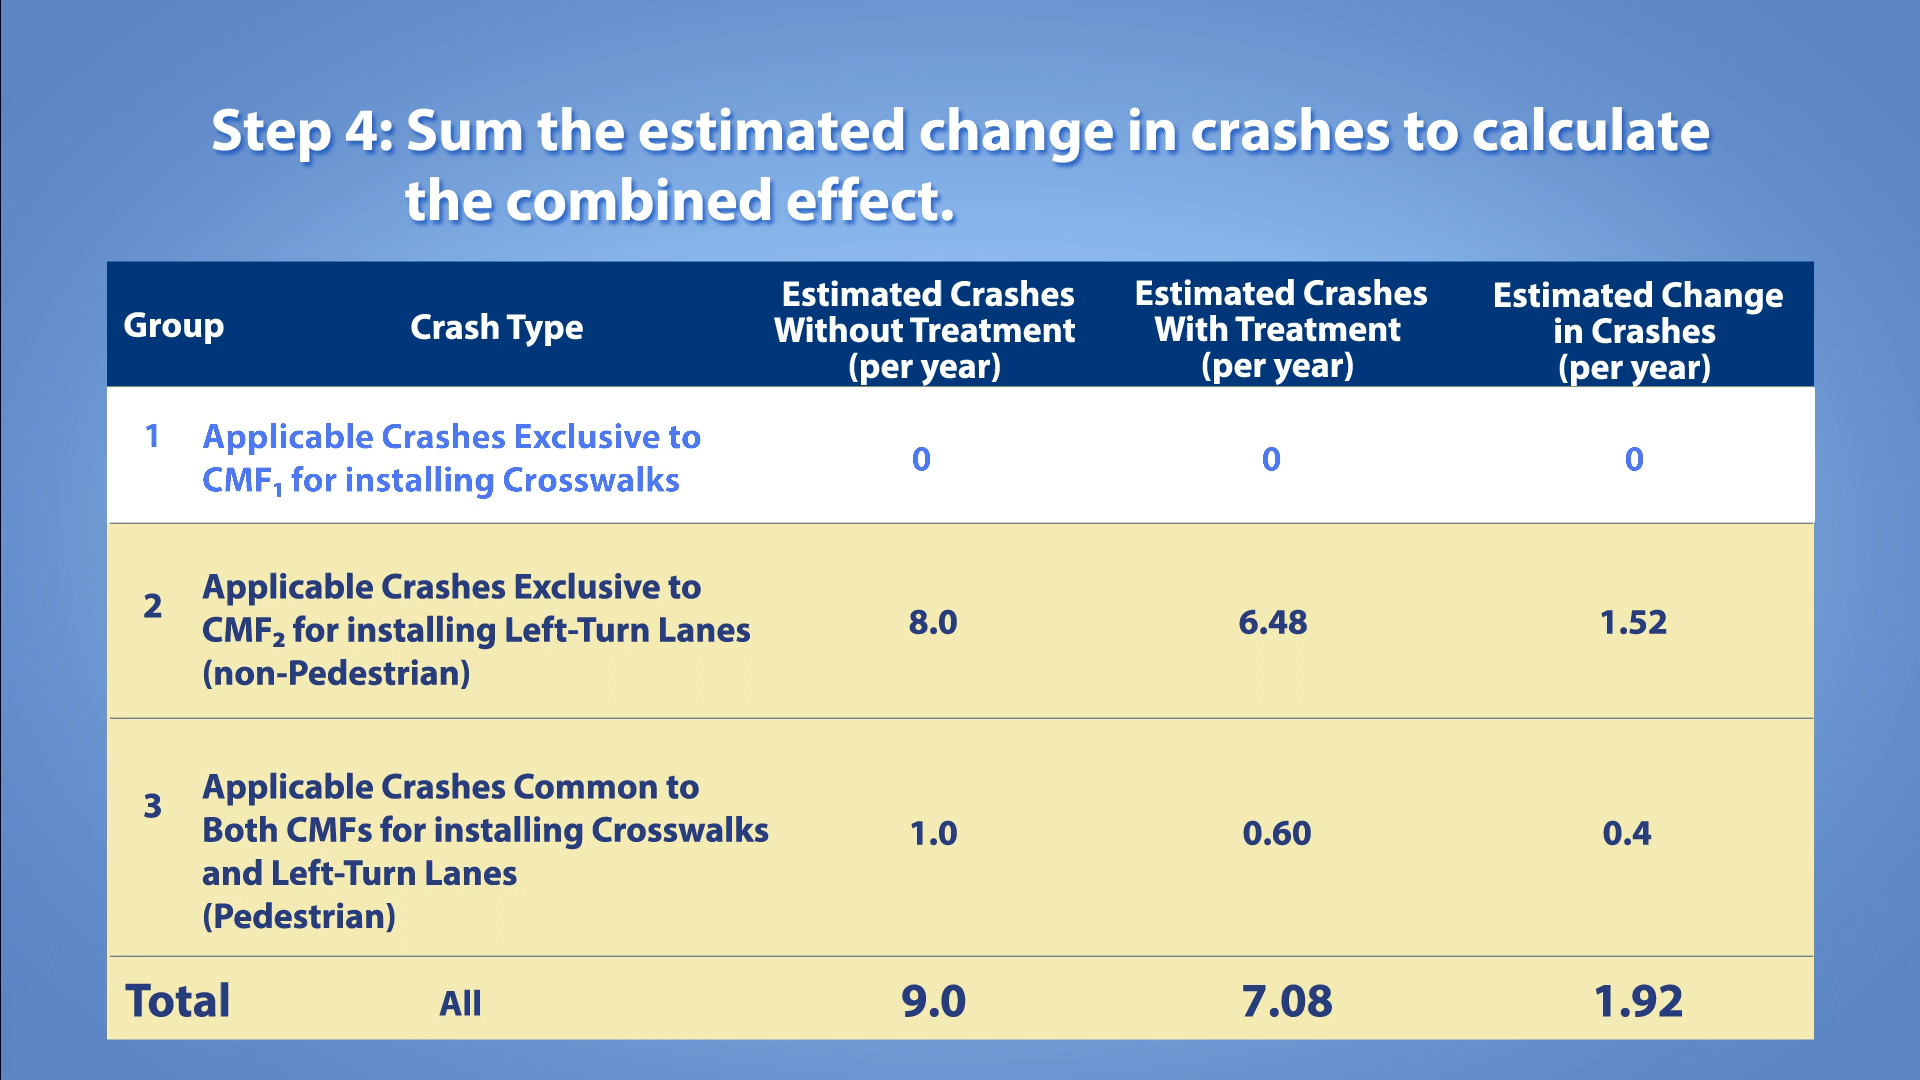 Step 4: Sum the estimated change in crashes to calculate
the combined effect.
Group
Crash Type
Estimated Crashes
Without Treatment
(per year)
Estimated Crashes
With Treatment
(per year)
Estimated Change
in Crashes
(per year)
1
Applicable Crashes Exclusive to
CMF₁ for installing Crosswalks
0
0
0
2
Applicable Crashes Exclusive to
CMF₂ for installing Left-Turn Lanes
(non-Pedestrian)
8.0
6.48
1.52
3
Applicable Crashes Common to
Both CMFs for installing Crosswalks
and Left-Turn Lanes
(Pedestrian)
1.0
0.60
0.4
Total
All
9.0
7.08
1.92